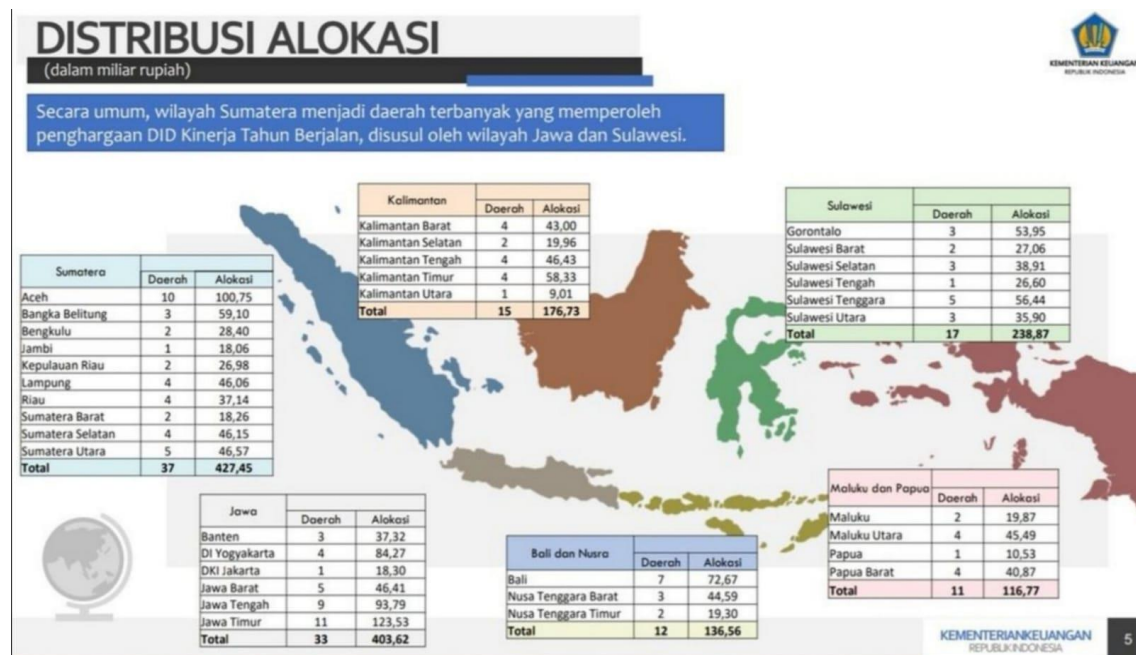 DISTRIBUSI ALOKASI
(dalam miliar rupiah)
KEMENTERIAN KEUANGAN
REPUBLIK INDONESIA
Secara umum, wilayah Sumatera menjadi daerah terbanyak yang memperoleh
penghargaan DID Kinerja Tahun Berjalan, disusul oleh wilayah Jawa dan Sulawesi.
Kalimantan
Daerah Alokasi
Kalimantan Barat 4 43,00
Kalimantan Selatan 2 19,96
Kalimantan Tengah 4 46,43
Kalimantan Timur 4 58,33
Kalimantan Utara 1 9,01
Total 15 176,73
Sulawesi
Daerah Alokasi
Gorontalo 3 53,95
Sulawesi Barat 2 27,06
Sulawesi Selatan 3 38,91
Sulawesi Tengah 1 26,60
Sulawesi Tenggara 5 56,44
Sulawesi Utara 3 35,90
Total 17 238,87
Sumatera
Daerah Alokasi
Aceh 10 100,75
Bangka Belitung 3 59,10
Bengkulu 2 28,40
Jambi 1 18,06
Kepulauan Riau 2 26,98
Lampung 4 46,06
Riau 4 37,14
Sumatera Barat 2 18,26
Sumatera Selatan 4 46,15
Sumatera Utara 5 46,57
Total 37 427,45
Jawa
Daerah Alokasi
Banten 3 37,32
DI Yogyakarta 4 84,27
DKI Jakarta 1 18,30
Jawa Barat 5 46,41
Jawa Tengah 9 93,79
Jawa Timur 11 123,53
Total 33 403,62
Bali dan Nusra
Daerah Alokasi
Bali 7 72,67
Nusa Tenggara Barat 3 44,59
Nusa Tenggara Timur 2 19,30
Total 12 136,56
Maluku dan Papua
Daerah Alokasi
Maluku 2 19,87
Maluku Utara 4 45,49
Papua 1 10,53
Papua Barat 4 40,87
Total 11 116,77
KEMENTERIANKEUANGAN
REPUBLIKINDONESIA
5